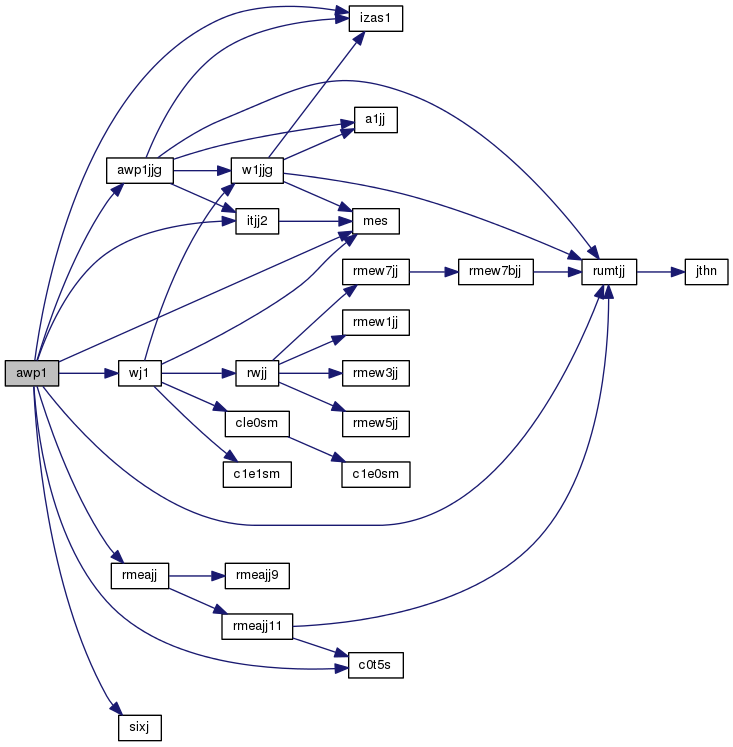 izas1
a1jj
awp1jjg
w1jjg
itjj2
mes
rmew7jj
rmew7bjj
rumtjj
jthn
rmew1jj
awp1
wj1
rwjj
rmew3jj
cle0sm
rmew5jj
c1e1sm
c1e0sm
rmeajj
rmeajj9
rmeajj11
c0t5s
sixj